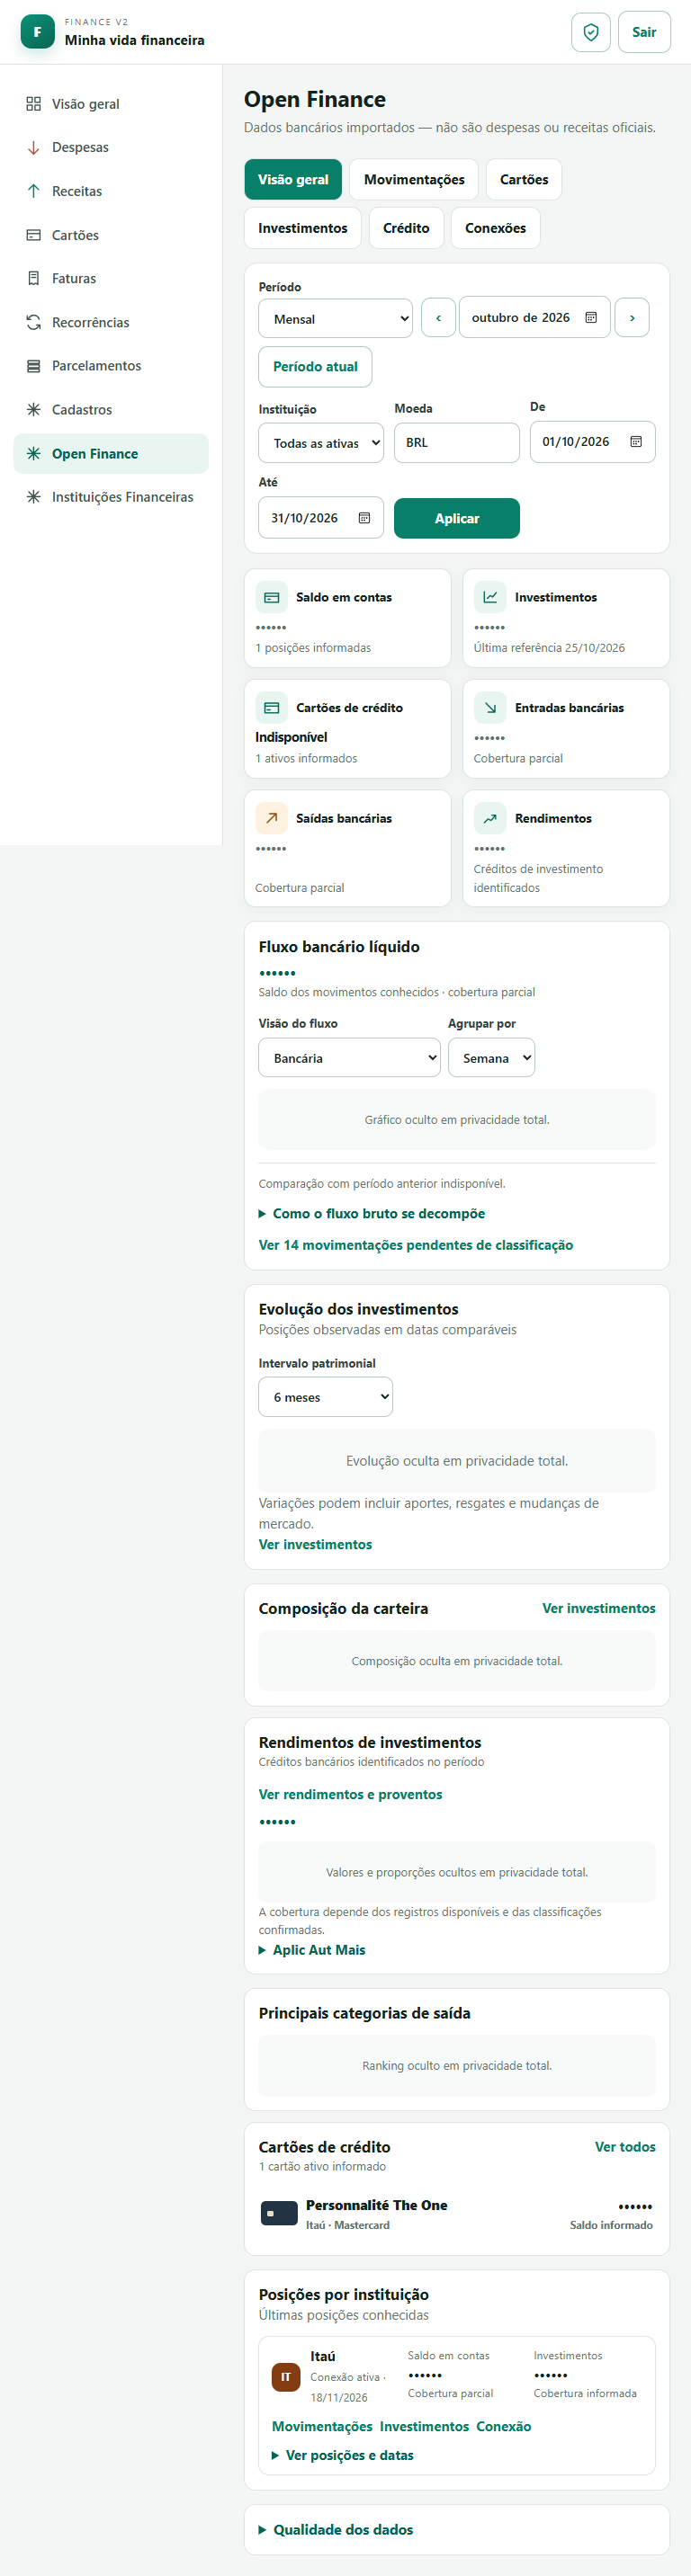 F
FINANCE V2
Minha vida financeira
Sair
Visão geral
Despesas
Receitas
Cartões
Faturas
Recorrências
Parcelamentos
Cadastros
Open Finance
Instituições Financeiras
Open Finance
Dados bancários importados — não são despesas ou receitas oficiais.
Visão geral
Movimentações
Cartões
Investimentos
Crédito
Conexões
Período
Mensal
‹
outubro de 2026
›
Período atual
Instituição
Moeda
De
Todas as ativas
BRL
01/10/2026
Até
31/10/2026
Aplicar
Saldo em contas
••••••
1 posições informadas
Investimentos
••••••
Última referência 25/10/2026
Cartões de crédito
Indisponível
1 ativos informados
Entradas bancárias
••••••
Cobertura parcial
Saídas bancárias
••••••
Cobertura parcial
Rendimentos
••••••
Créditos de investimento
identificados
Fluxo bancário líquido
••••••
Saldo dos movimentos conhecidos · cobertura parcial
Visão do fluxo
Agrupar por
Bancária
Semana
Gráfico oculto em privacidade total.
Comparação com período anterior indisponível.
▶ Como o fluxo bruto se decompõe
Ver 14 movimentações pendentes de classificação
Evolução dos investimentos
Posições observadas em datas comparáveis
Intervalo patrimonial
6 meses
Evolução oculta em privacidade total.
Variações podem incluir aportes, resgates e mudanças de
mercado.
Ver investimentos
Composição da carteira
Ver investimentos
Composição oculta em privacidade total.
Rendimentos de investimentos
Créditos bancários identificados no período
Ver rendimentos e proventos
••••••
Valores e proporções ocultos em privacidade total.
A cobertura depende dos registros disponíveis e das classificações
confirmadas.
▶ Aplic Aut Mais
Principais categorias de saída
Ranking oculto em privacidade total.
Cartões de crédito
Ver todos
1 cartão ativo informado
Personnalité The One
••••••
Itaú · Mastercard
Saldo informado
Posições por instituição
Últimas posições conhecidas
IT
Itaú
Conexão ativa ·
18/11/2026
Saldo em contas
••••••
Cobertura parcial
Investimentos
••••••
Cobertura informada
Movimentações Investimentos Conexão
▶ Ver posições e datas
▶ Qualidade dos dados